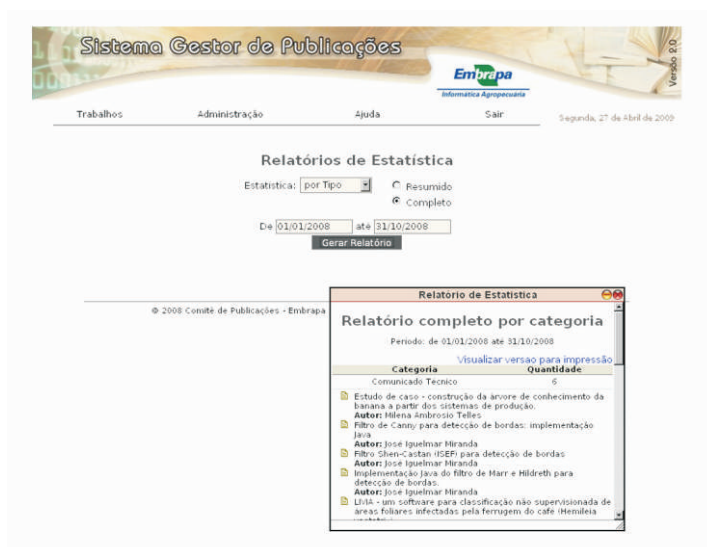 Sistema Gestor de Publicações
Embrapa
Informática Agropecuária
Versão 2.0
Trabalhos Administração Ajuda Sair
Segunda, 27 de Abril de 2009
Relatórios de Estatística
Estatistica: por Tipo Resumido
Completo
De 01/01/2008 até 31/10/2008
Gerar Relatório
© 2008 Comitê de Publicações - Embrapa
Relatório de Estatística
Relatório completo por categoria
Periodo: de 01/01/2008 até 31/10/2008
Visualizar versao para impressão
Categoria Quantidade
Comunicado Técnico 6
Estudo de caso - construção da árvore de conhecimento da
banana a partir dos sistemas de produção.
Autor: Milena Ambrosio Telles
Filtro de Canny para detecção de bordas: implementação
Java
Autor: José Iguelmar Miranda
Filtro Shen-Castan (ISEF) para detecção de bordas
Autor: José Iguelmar Miranda
Implementação Java do filtro de Marr e Hildreth para
detecção de bordas.
Autor: José Iguelmar Miranda
LIVIA - um software para classificação não supervisionada de
áreas foliares infectadas pela ferrugem do café (Hemileia